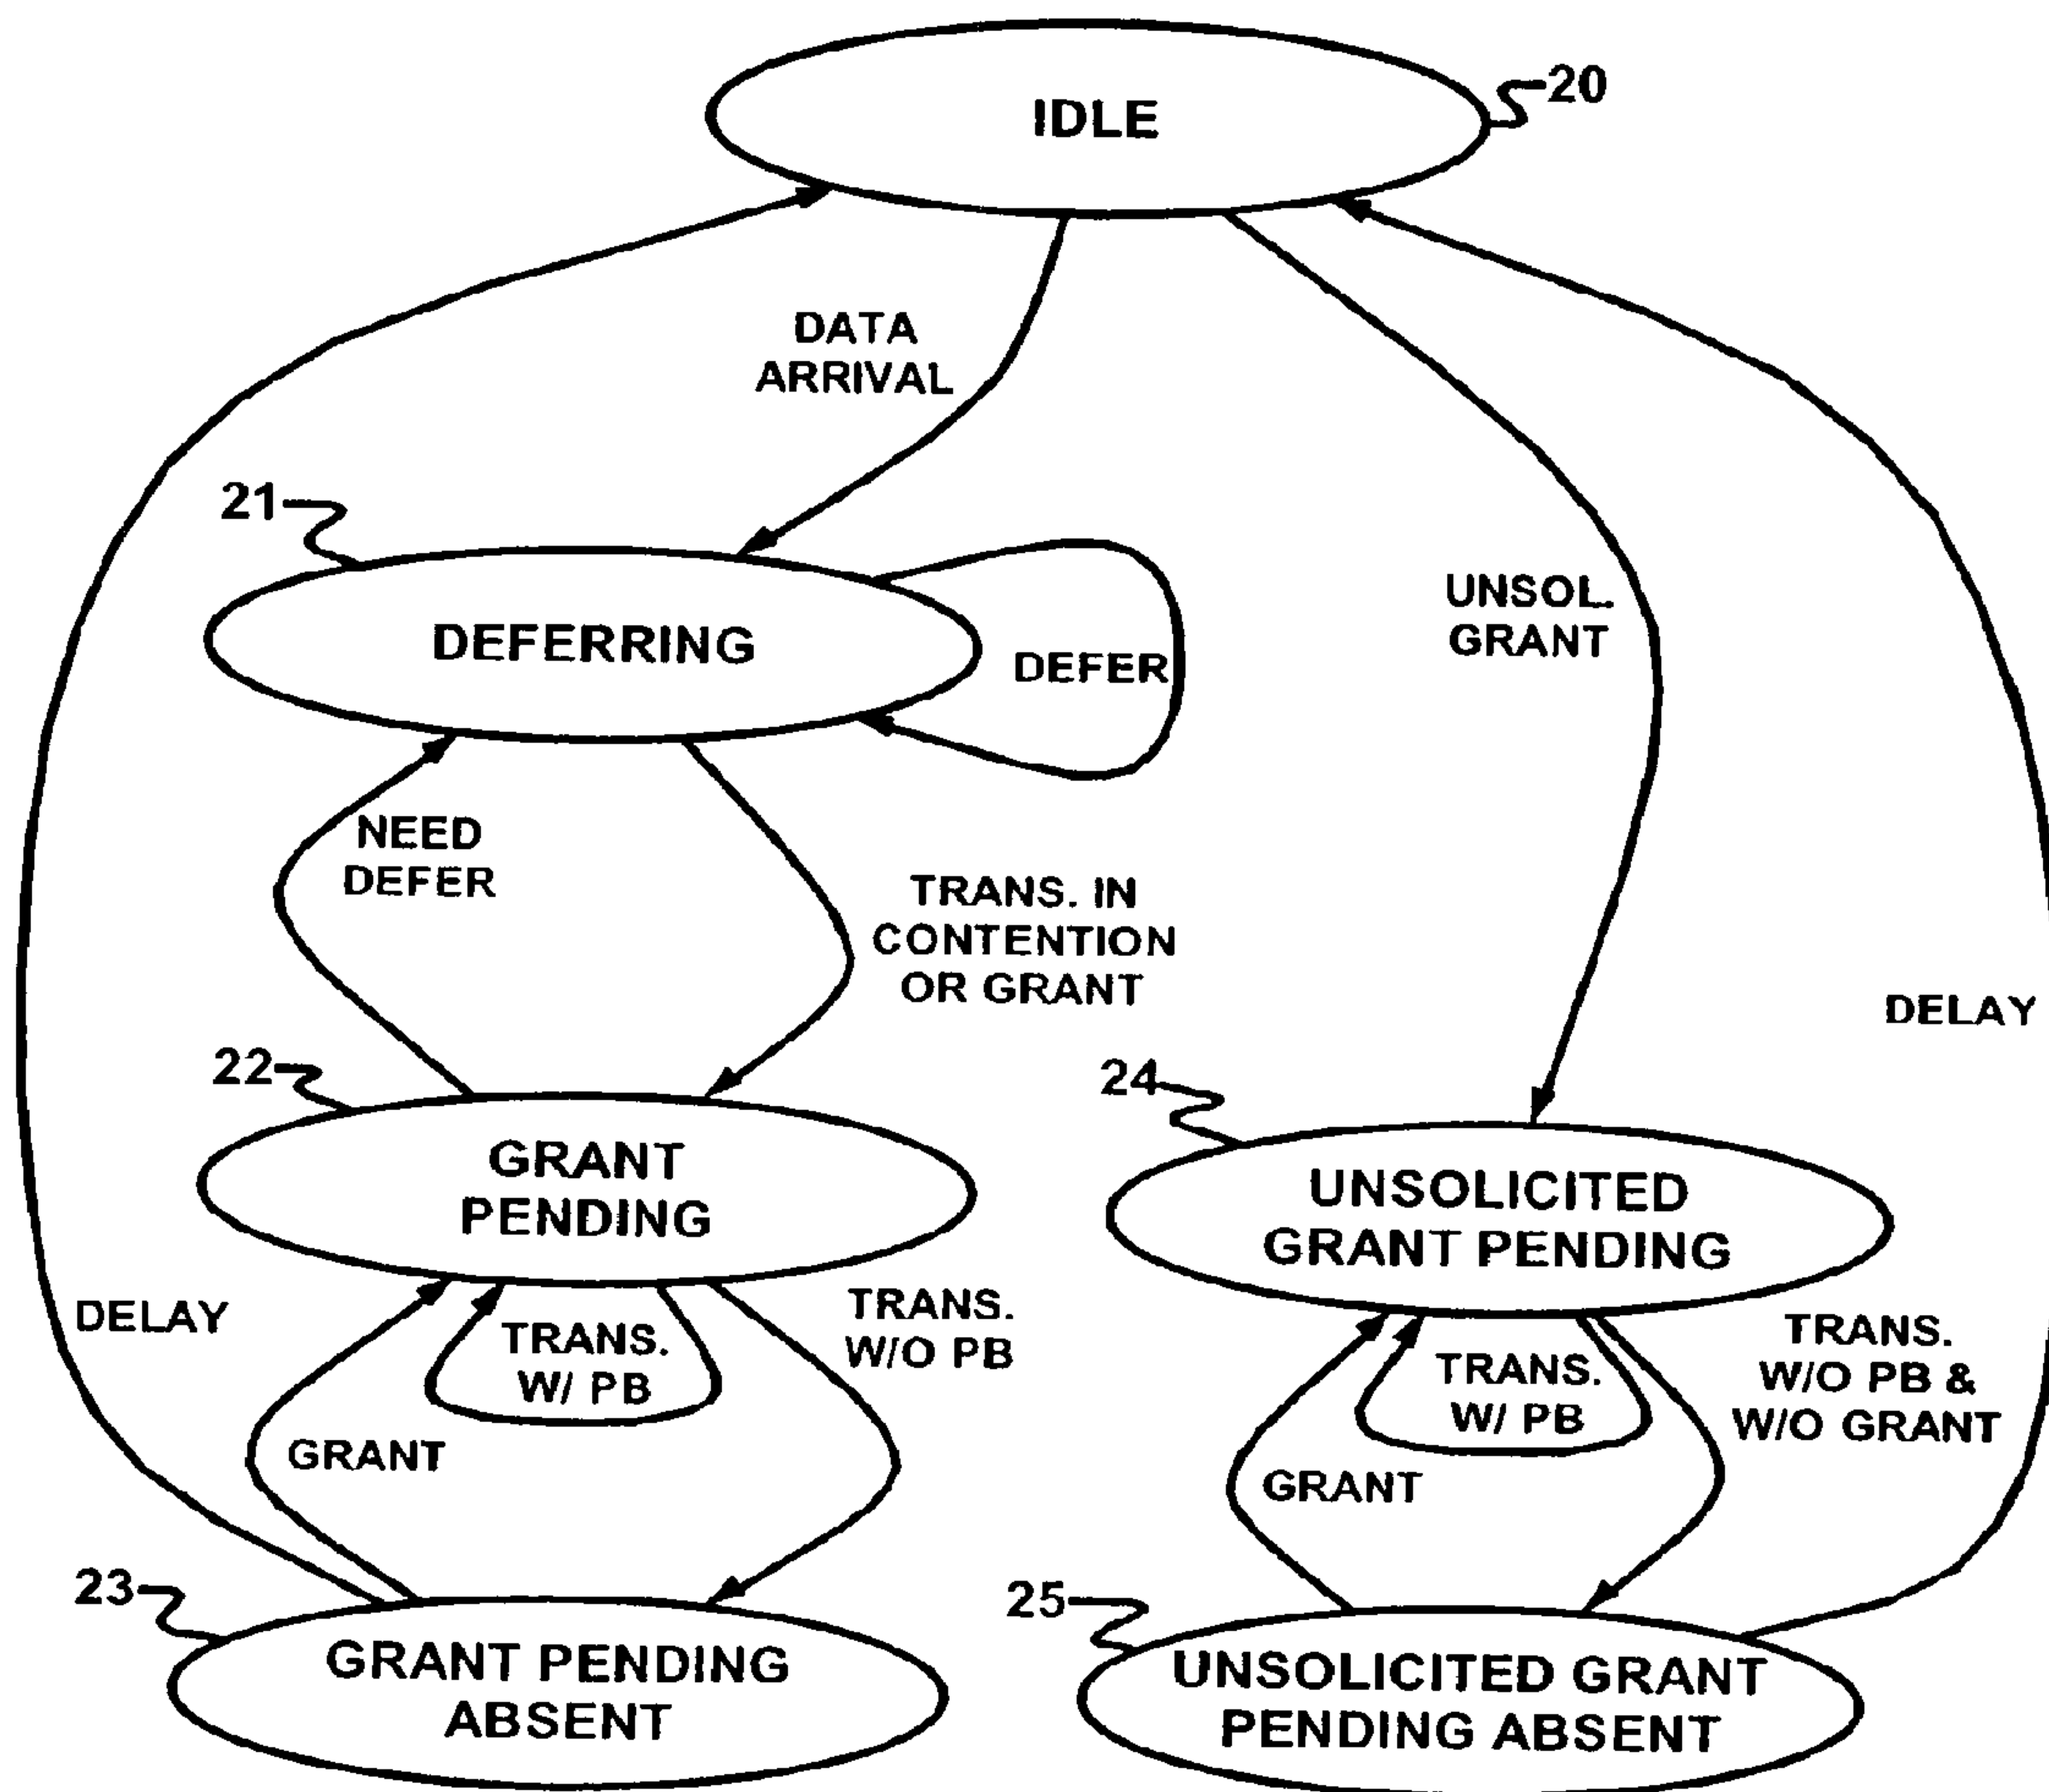 IDLE
20
DATA
ARRIVAL
21
DEFERRING
DEFER
UNSOL.
GRANT
NEED
DEFER
TRANS. IN
CONTENTION
OR GRANT
DELAY
22
24
GRANT
PENDING
UNSOLICITED
GRANT PENDING
DELAY
TRANS.
W/ PB
TRANS.
W/O PB
GRANT
TRANS.
W/ PB
TRANS.
W/O PB &
W/O GRANT
GRANT
23
25
GRANT PENDING
ABSENT
UNSOLICITED GRANT
PENDING ABSENT